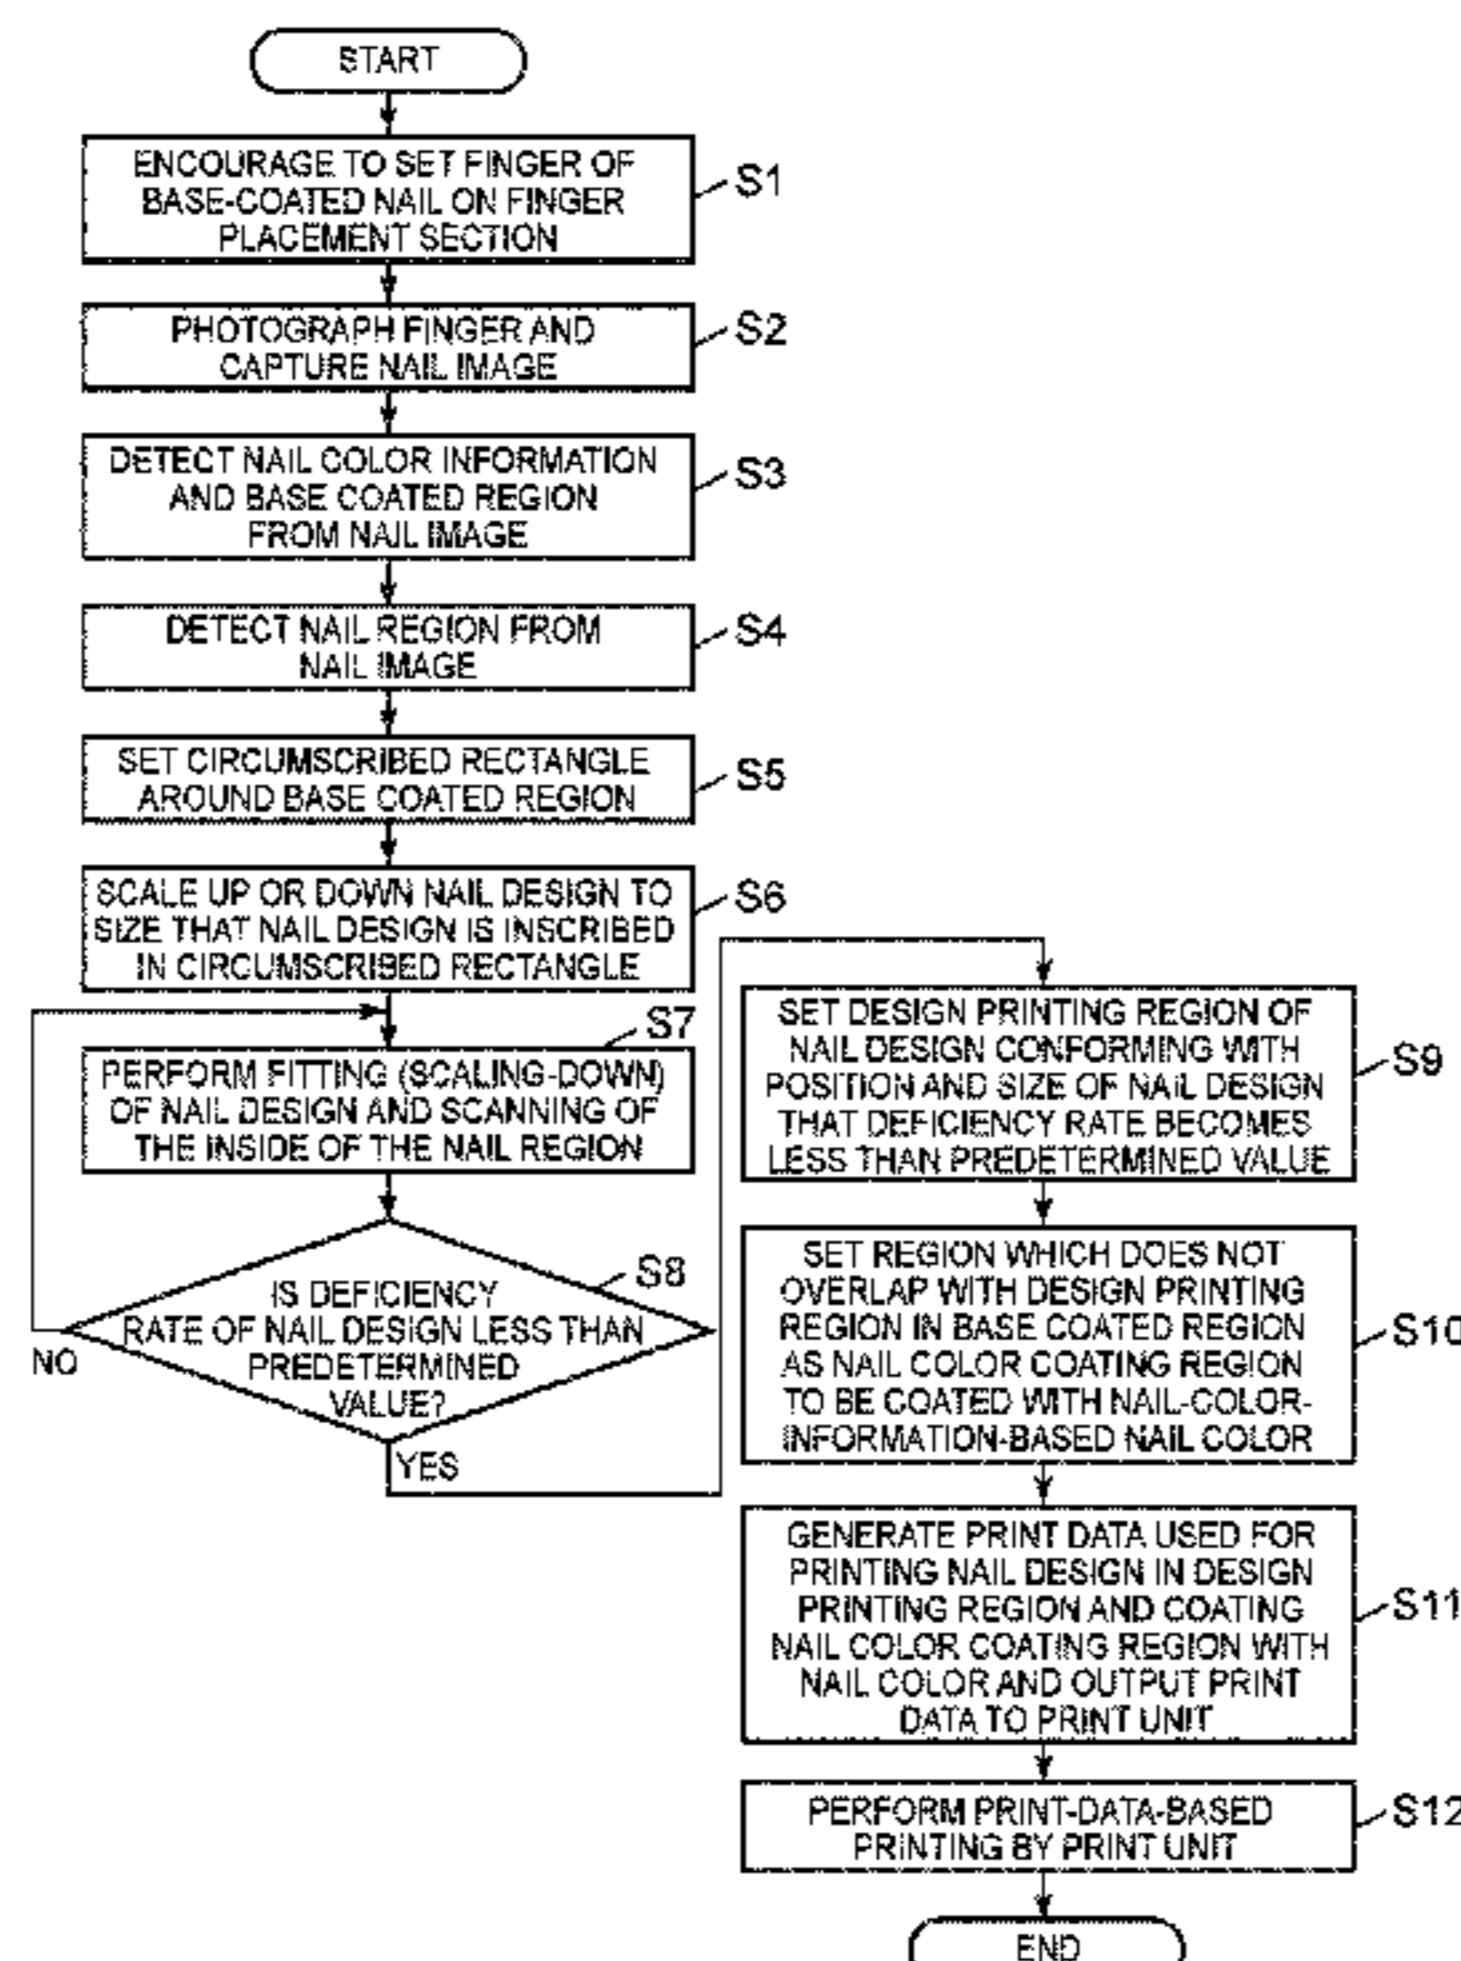 START
ENCOURAGE TO SET FINGER OF
BASE-COATED NAIL ON FINGER
PLACEMENT SECTION
S1
PHOTOGRAPH FINGER AND
CAPTURE NAIL IMAGE
S2
DETECT NAIL COLOR INFORMATION
AND BASE COATED REGION
FROM NAIL IMAGE
S3
DETECT NAIL REGION FROM
NAIL IMAGE
S4
SET CIRCUMSCRIBED RECTANGLE
AROUND BASE COATED REGION
S5
SCALE UP OR DOWN NAIL DESIGN TO
SIZE THAT NAIL DESIGN IS INSCRIBED
IN CIRCUMSCRIBED RECTANGLE
S6
S7
PERFORM FITTING (SCALING-DOWN)
OF NAIL DESIGN AND SCANNING OF
THE INSIDE OF THE NAIL REGION
S8
IS DEFICIENCY
RATE OF NAIL DESIGN LESS THAN
PREDETERMINED
VALUE?
NO
YES
SET DESIGN PRINTING REGION OF
NAIL DESIGN CONFORMING WITH
POSITION AND SIZE OF NAIL DESIGN
THAT DEFICIENCY RATE BECOMES
LESS THAN PREDETERMINED VALUE
S9
SET REGION WHICH DOES NOT
OVERLAP WITH DESIGN PRINTING
REGION IN BASE COATED REGION
AS NAIL COLOR COATING REGION
TO BE COATED WITH NAIL-COLOR-
INFORMATION-BASED NAIL COLOR
S10
GENERATE PRINT DATA USED FOR
PRINTING NAIL DESIGN IN DESIGN
PRINTING REGION AND COATING
NAIL COLOR COATING REGION WITH
NAIL COLOR AND OUTPUT PRINT
DATA TO PRINT UNIT
S11
PERFORM PRINT-DATA-BASED
PRINTING BY PRINT UNIT
S12
END